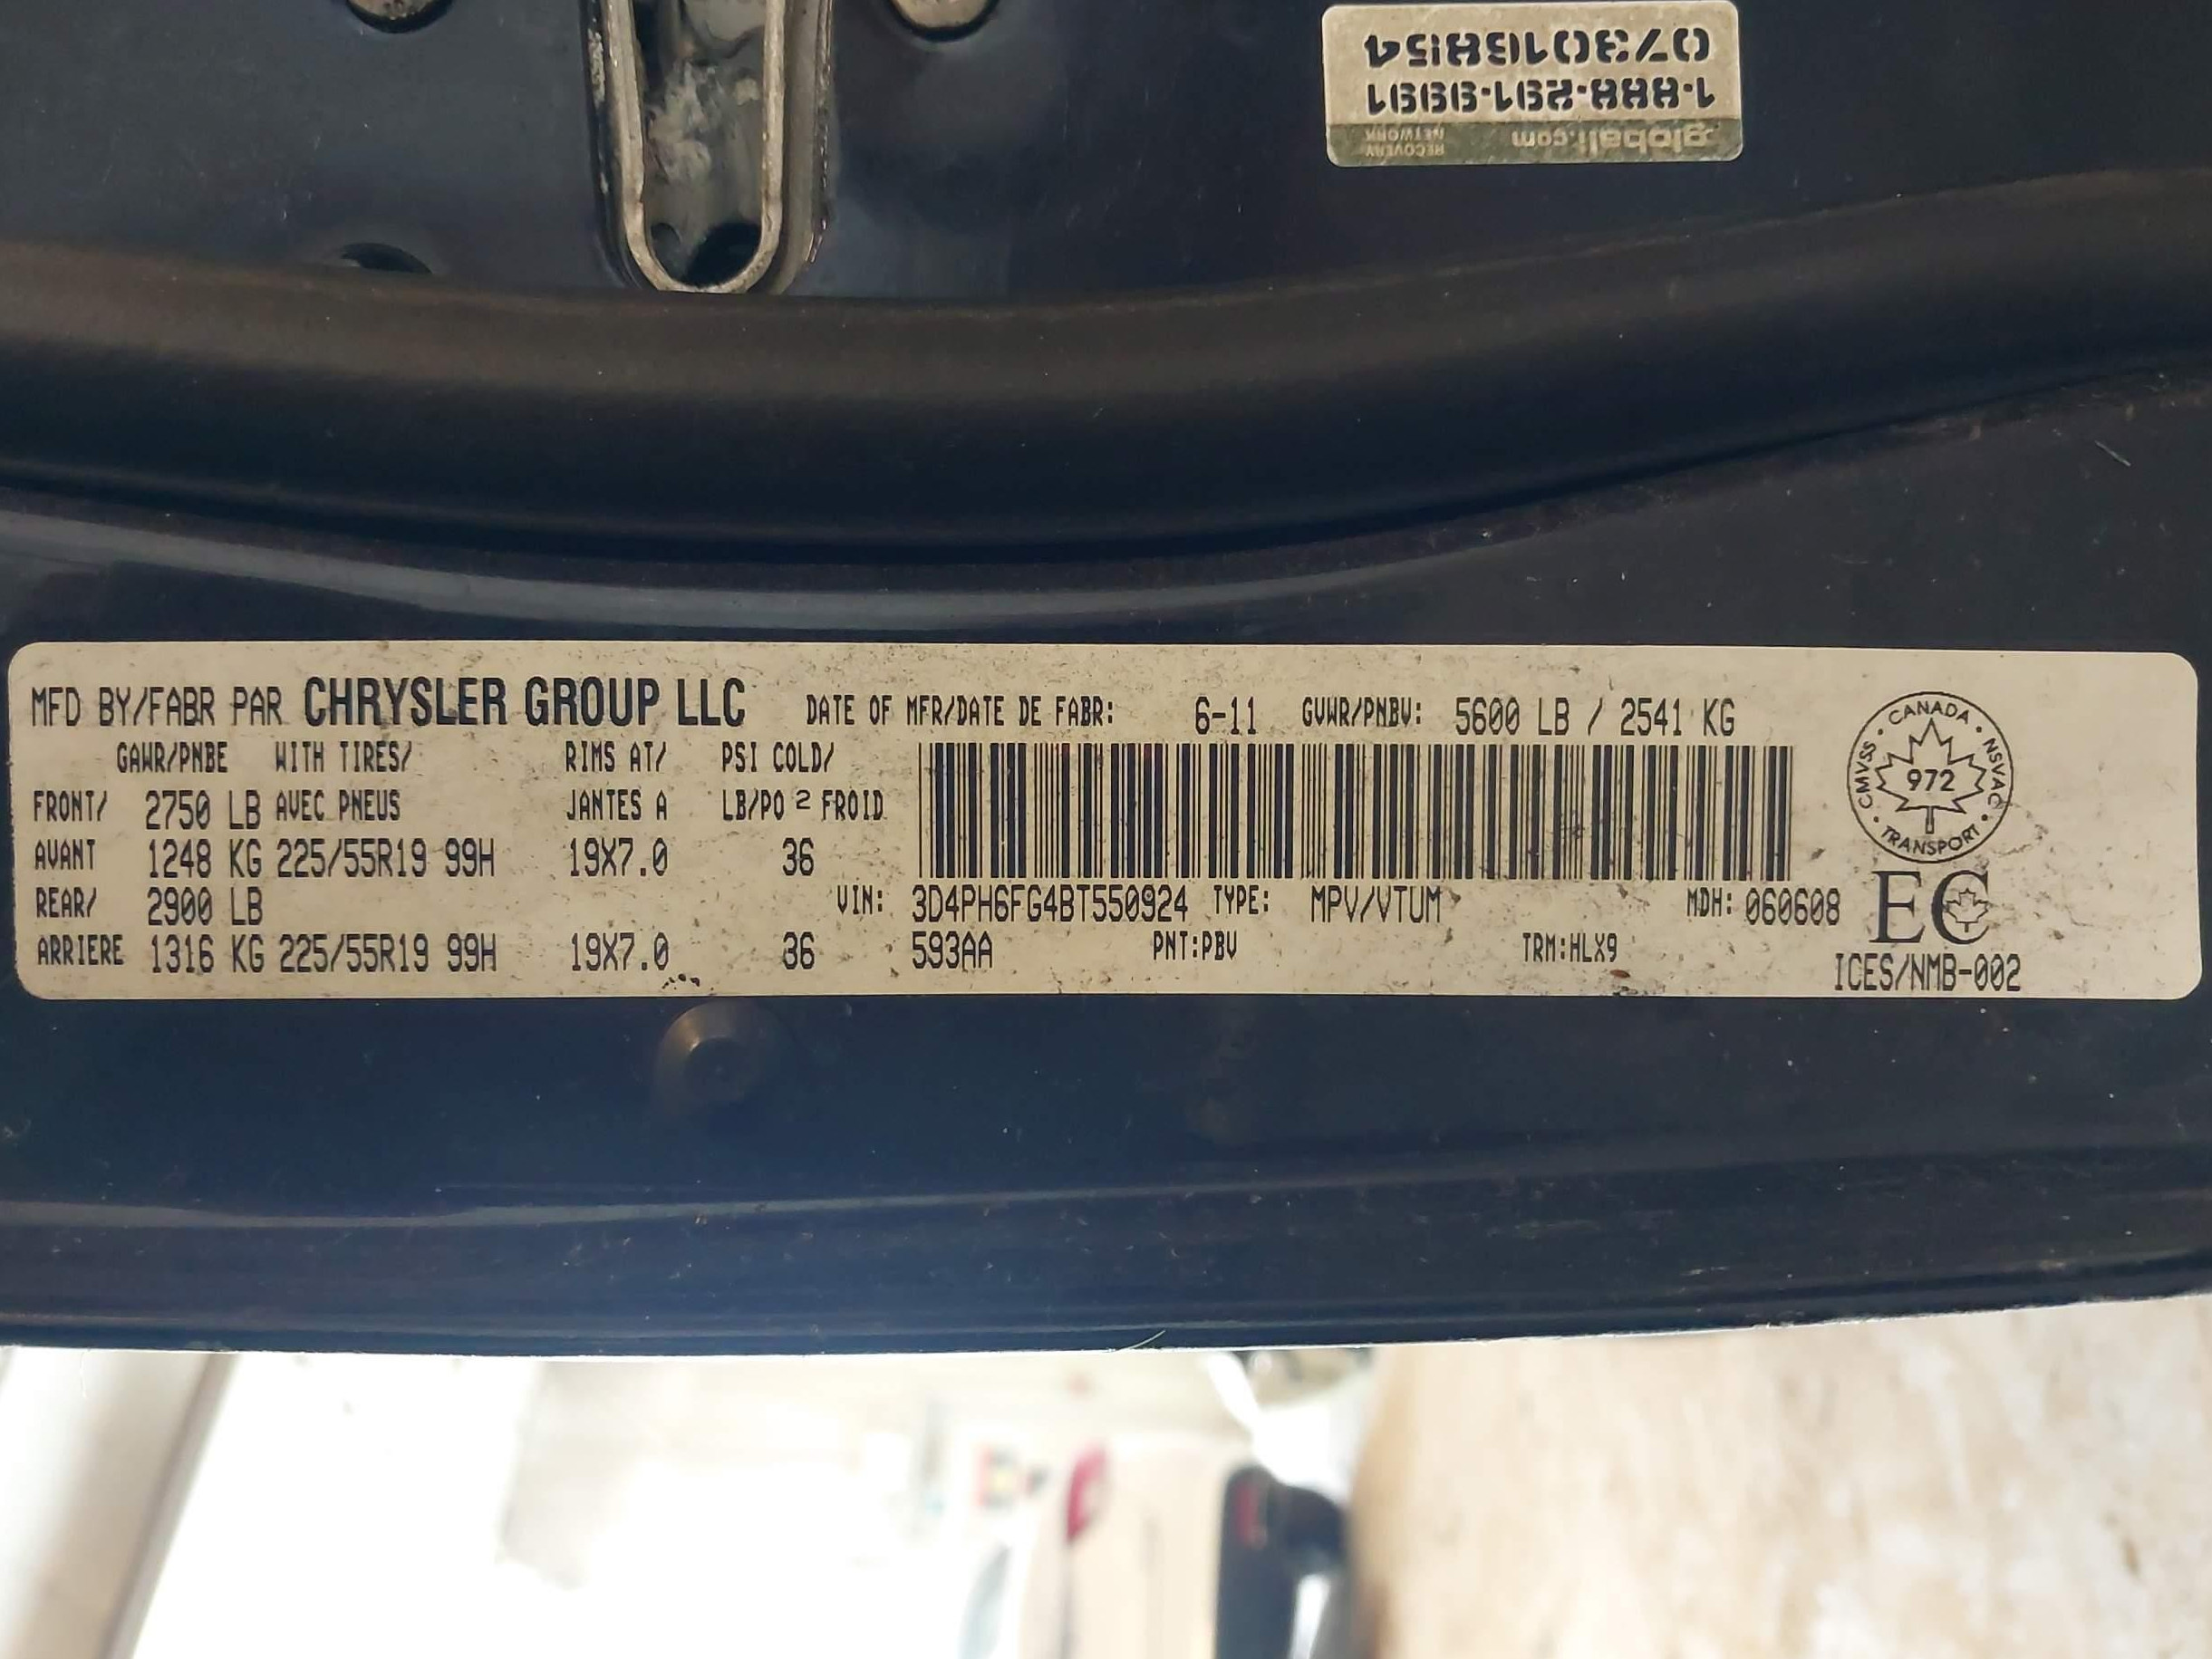 073013854
1-888-291-9991
globali.com RECOVERY NETWORK
MFD BY/FABR PAR CHRYSLER GROUP LLC DATE OF MFR/DATE DE FABR: 6-11 GVWR/PNBV: 5600 LB / 2541 KG
GAWR/PNBE WITH TIRES/ RIMS AT/ PSI COLD/
FRONT/ 2750 LB AVEC PNEUS JANTES A LB/PO 2 FROID
AVANT 1248 KG 225/55R19 99H 19X7.0 36
REAR/ 2900 LB VIN: 3D4PH6FG4BT550924 TYPE: MPV/VTUM MDH: 060608
ARRIERE 1316 KG 225/55R19 99H 19X7.0 36 593AA PNT:PBV TRM:HLX9
CANADA
CMVSS 972 NSVAC
TRANSPORT
EC
ICES/NMB-002